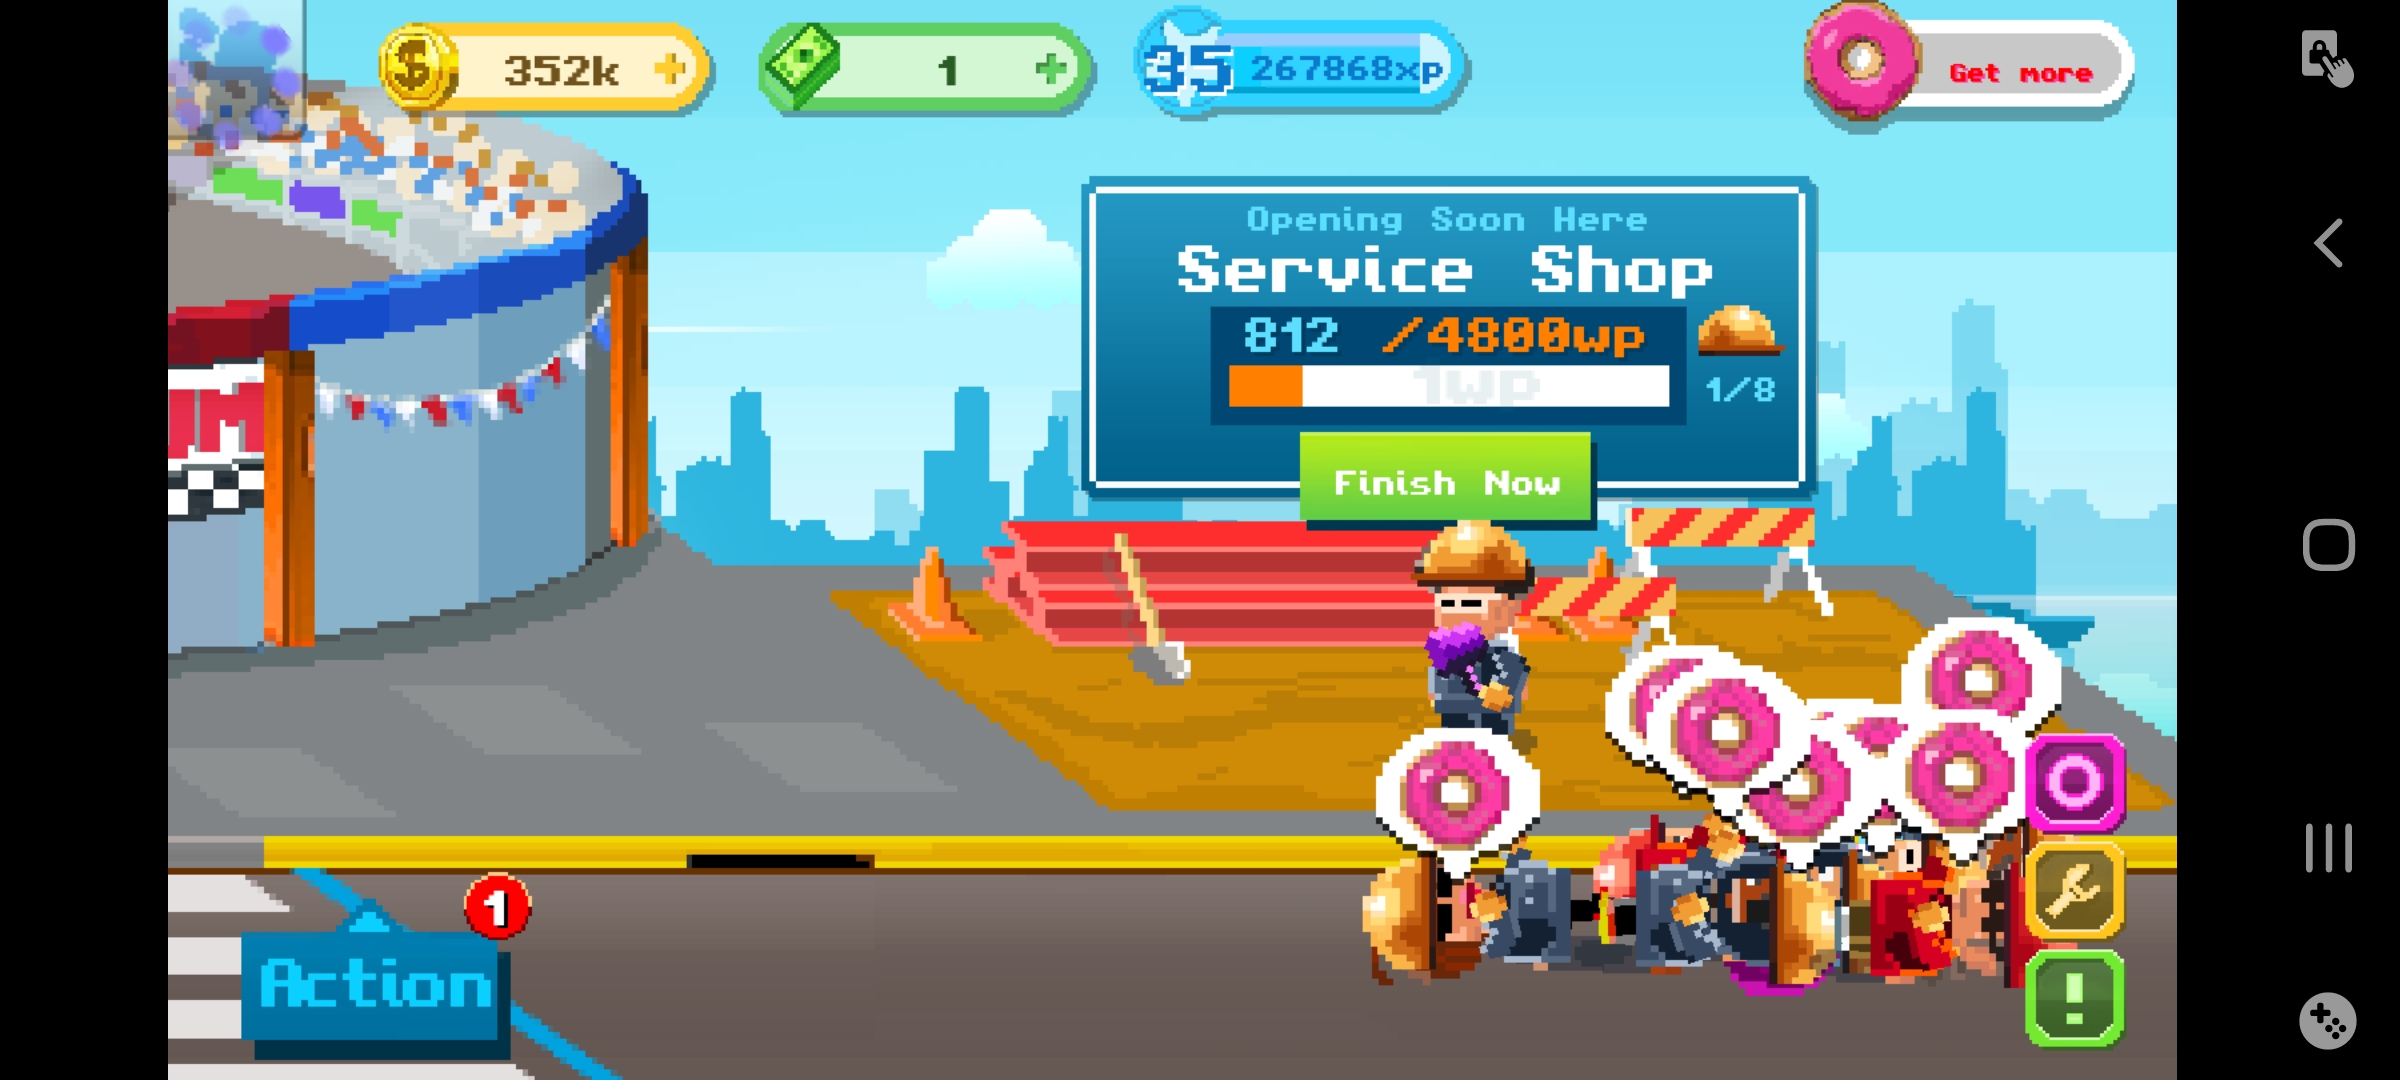 352k
1
35
267868xp
Get more
Opening Soon Here
Service Shop
812 /4800wp
1wp
1/8
Finish Now
1
Action